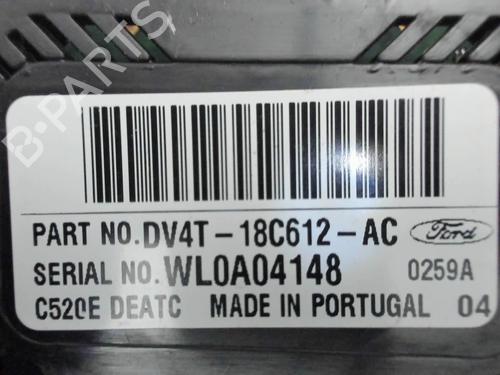 B-PARTS
PART NO. DV4T-18C612-AC Ford
SERIAL NO. WL0A04148 0259A
C520E DEATC MADE IN PORTUGAL 04